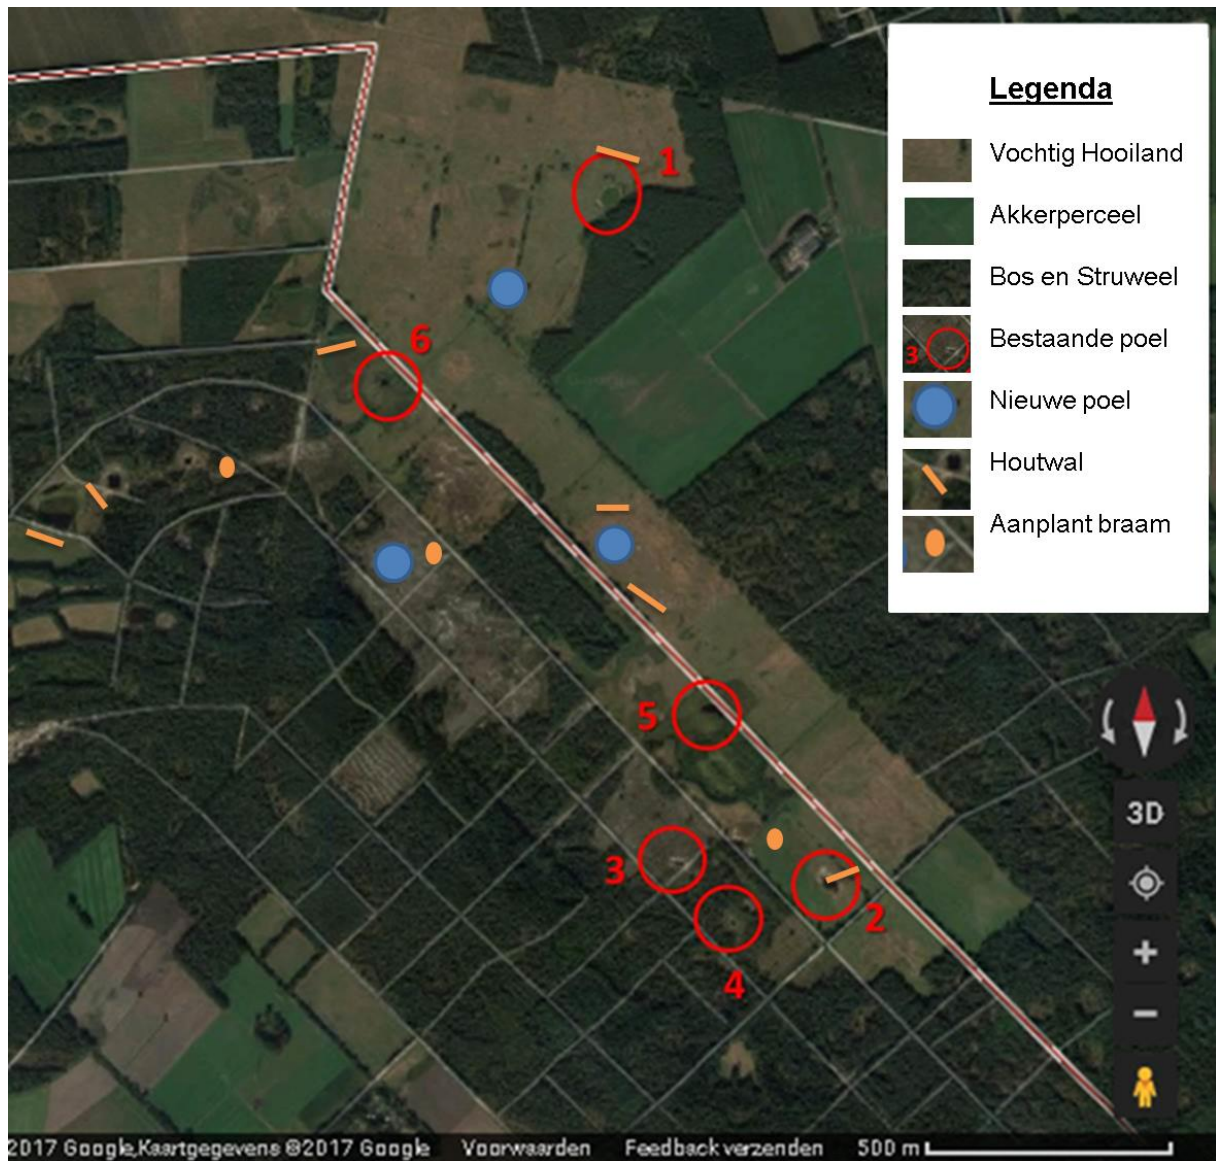 Legenda
Vochtig Hooiland
Akkerperceel
Bos en Struweel
3
Bestaande poel
Nieuwe poel
Houtwal
Aanplant braam
1
6
5
3
2
4
3D
2017 Google,Kaartgegevens ©2017 Google Voorwaarden Feedback verzenden 500 m